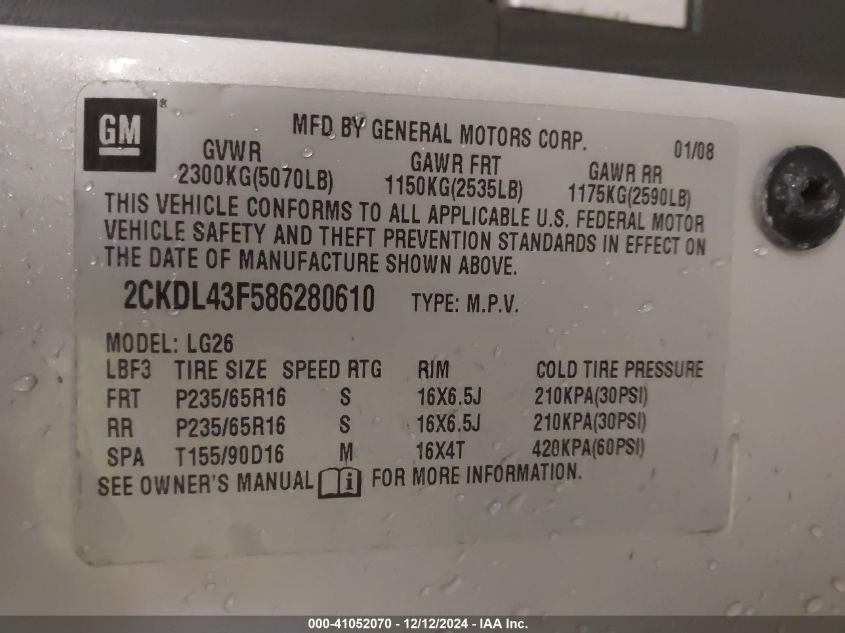 GM ®
MFD BY GENERAL MOTORS CORP. 01/08
GVWR GAWR FRT GAWR RR
2300KG(5070LB) 1150KG(2535LB) 1175KG(2590LB)
THIS VEHICLE CONFORMS TO ALL APPLICABLE U.S. FEDERAL MOTOR
VEHICLE SAFETY AND THEFT PREVENTION STANDARDS IN EFFECT ON
THE DATE OF MANUFACTURE SHOWN ABOVE.
2CKDL43F586280610 TYPE: M.P.V.
MODEL: LG26
LBF3 TIRE SIZE SPEED RTG RIM COLD TIRE PRESSURE
FRT P235/65R16 S 16X6.5J 210KPA(30PSI)
RR P235/65R16 S 16X6.5J 210KPA(30PSI)
SPA T155/90D16 M 16X4T 420KPA(60PSI)
SEE OWNER'S MANUAL i FOR MORE INFORMATION.
000-41052070 - 12/12/2024 - IAA Inc.